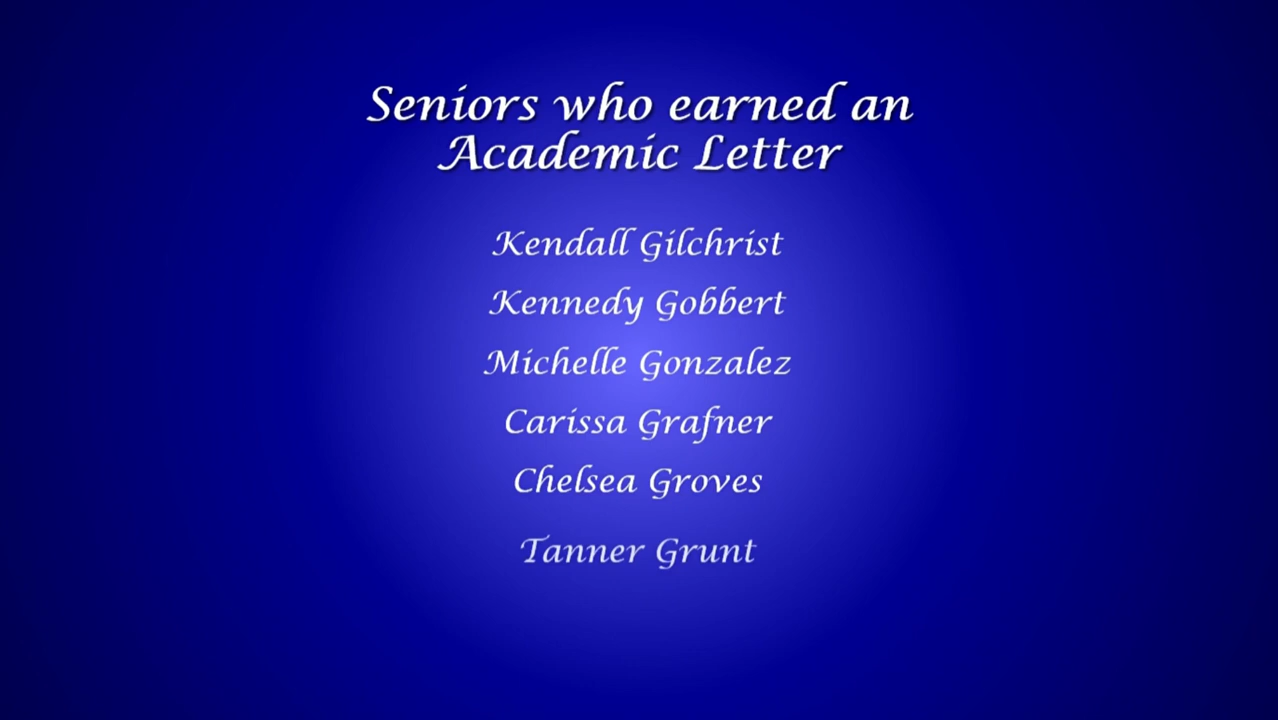 Seniors who earned an
Academic Letter
Kendall Gilchrist
Kennedy Gobbert
Michelle Gonzalez
Carissa Grafner
Chelsea Groves
Tanner Grunt